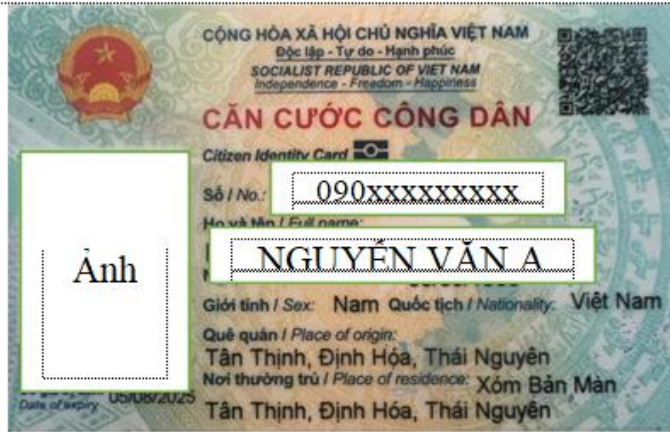 CỘNG HÒA XÃ HỘI CHỦ NGHĨA VIỆT NAM
Độc lập - Tự do - Hạnh phúc
SOCIALIST REPUBLIC OF VIET NAM
Independence - Freedom - Happiness
CĂN CƯỚC CÔNG DÂN
Citizen Identity Card
Số / No.: 090xxxxxxxxx
Họ và tên / Full name:
NGUYỄN VĂN A
Ảnh
Giới tính / Sex: Nam Quốc tịch / Nationality: Việt Nam
Quê quán / Place of origin:
Tân Thịnh, Định Hóa, Thái Nguyên
Nơi thường trú / Place of residence: Xóm Bản Màn
Tân Thịnh, Định Hóa, Thái Nguyên
Date of expiry 05/08/2025